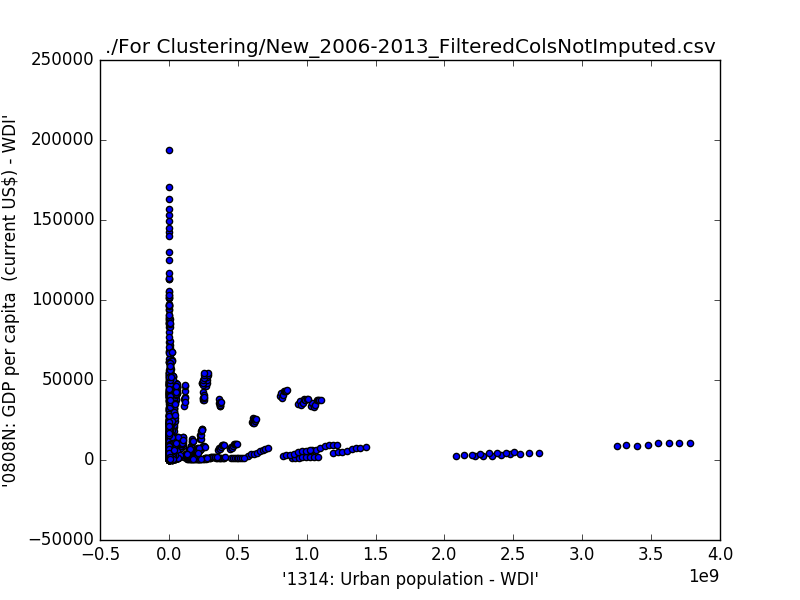 ./For Clustering/New_2006-2013_FilteredColsNotImputed.csv
250000
200000
150000
100000
50000
0
−50000
'0808N: GDP per capita  (current US$) - WDI'
−0.5 0.0 0.5 1.0 1.5 2.0 2.5 3.0 3.5 4.0
1e9
'1314: Urban population - WDI'